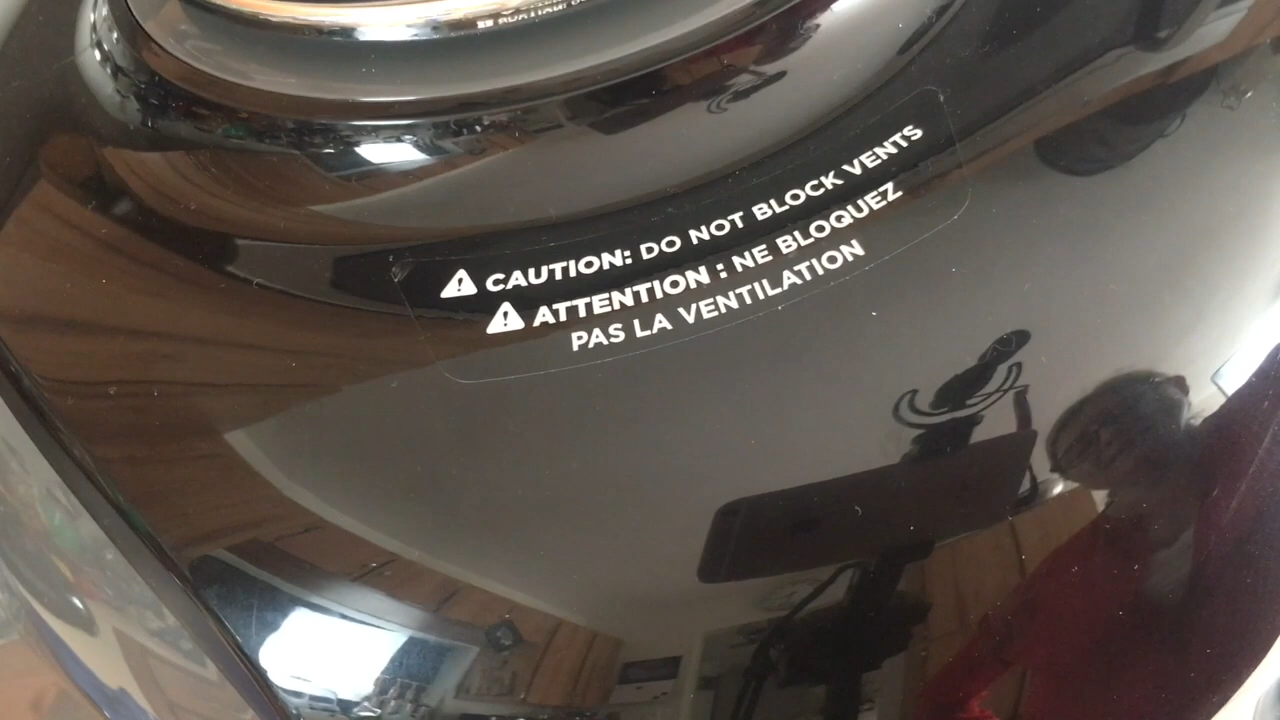 CAUTION: DO NOT BLOCK VENTS
ATTENTION : NE BLOQUEZ
PAS LA VENTILATION